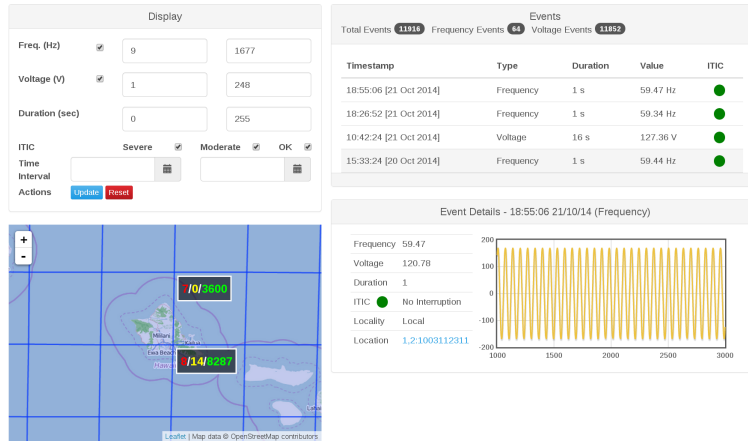 Display
Freq. (Hz) 9 1677
Voltage (V) 1 248
Duration (sec) 0 255
ITIC Severe Moderate OK
Time Interval
Actions Update Reset
+
-
/0/3600
Mililani
Ewa Beach
/14/8287
Leaflet | Map data © OpenStreetMap contributors
Events
Total Events 11916 Frequency Events 64 Voltage Events 11852
Timestamp Type Duration Value ITIC
18:55:06 [21 Oct 2014] Frequency 1 s 59.47 Hz
18:26:52 [21 Oct 2014] Frequency 1 s 59.34 Hz
10:42:24 [21 Oct 2014] Voltage 16 s 127.36 V
15:33:24 [20 Oct 2014] Frequency 1 s 59.44 Hz
Event Details - 18:55:06 21/10/14 (Frequency)
Frequency 59.47
Voltage 120.78
Duration 1
ITIC No Interruption
Locality Local
Location 1,2:1003112311
200
100
0
-100
-200
1000 1500 2000 2500 3000